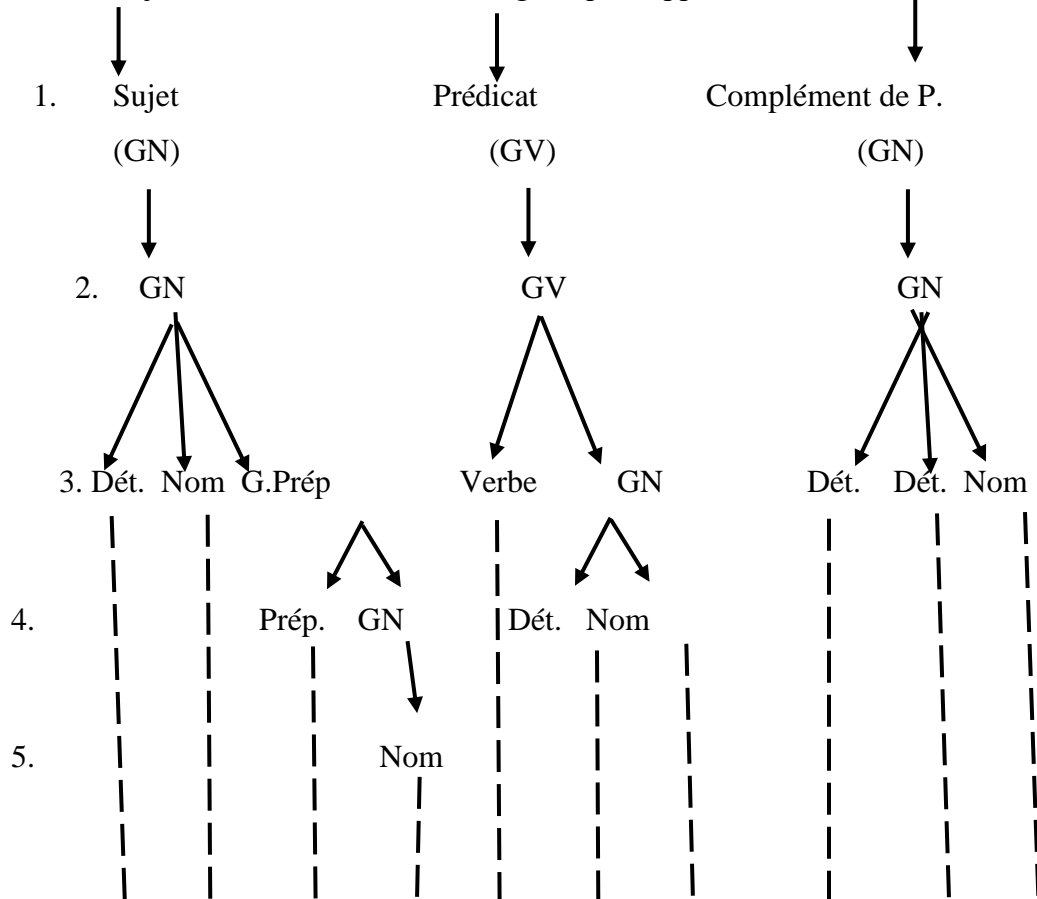 1. Sujet Prédicat Complément de P.
(GN) (GV) (GN)
2. GN GV GN
3. Dét. Nom G.Prép Verbe GN Dét. Dét. Nom
4. Prép. GN Dét. Nom
5. Nom